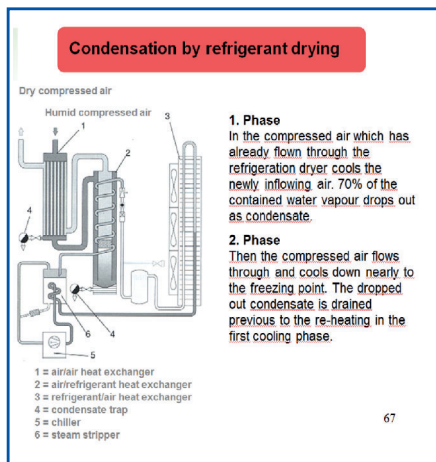 Condensation by refrigerant drying
Dry compressed air
Humid compressed air
1
2
3
4
4
6
5
1 = air/air heat exchanger
2 = air/refrigerant heat exchanger
3 = refrigerant/air heat exchanger
4 = condensate trap
5 = chiller
6 = steam stripper
1. Phase
In the compressed air which has
already flown through the
refrigeration dryer cools the
newly inflowing air. 70% of the
contained water vapour drops out
as condensate.
2. Phase
Then the compressed air flows
through and cools down nearly to
the freezing point. The dropped
out condensate is drained
previous to the re-heating in the
first cooling phase.
67